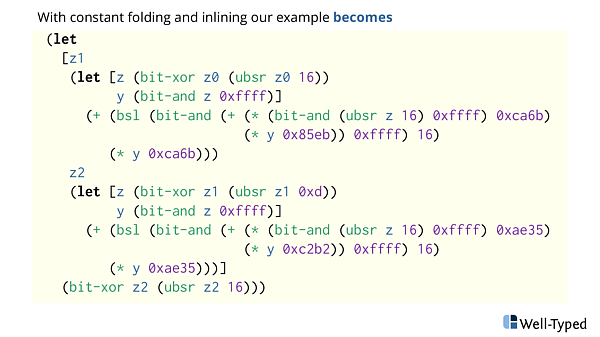 With constant folding and inlining our example becomes
(let
[z1
(let [z (bit-xor z0 (ubsr z0 16))
y (bit-and z 0xffff)]
(+ (bsl (bit-and (+ (* (bit-and (ubsr z 16) 0xffff) 0xca6b)
(* y 0x85eb)) 0xffff) 16)
(* y 0xca6b)))
z2
(let [z (bit-xor z1 (ubsr z1 0xd))
y (bit-and z 0xffff)]
(+ (bsl (bit-and (+ (* (bit-and (ubsr z 16) 0xffff) 0xae35)
(* y 0xc2b2)) 0xffff) 16)
(* y 0xae35)))]
(bit-xor z2 (ubsr z2 16)))
Well-Typed